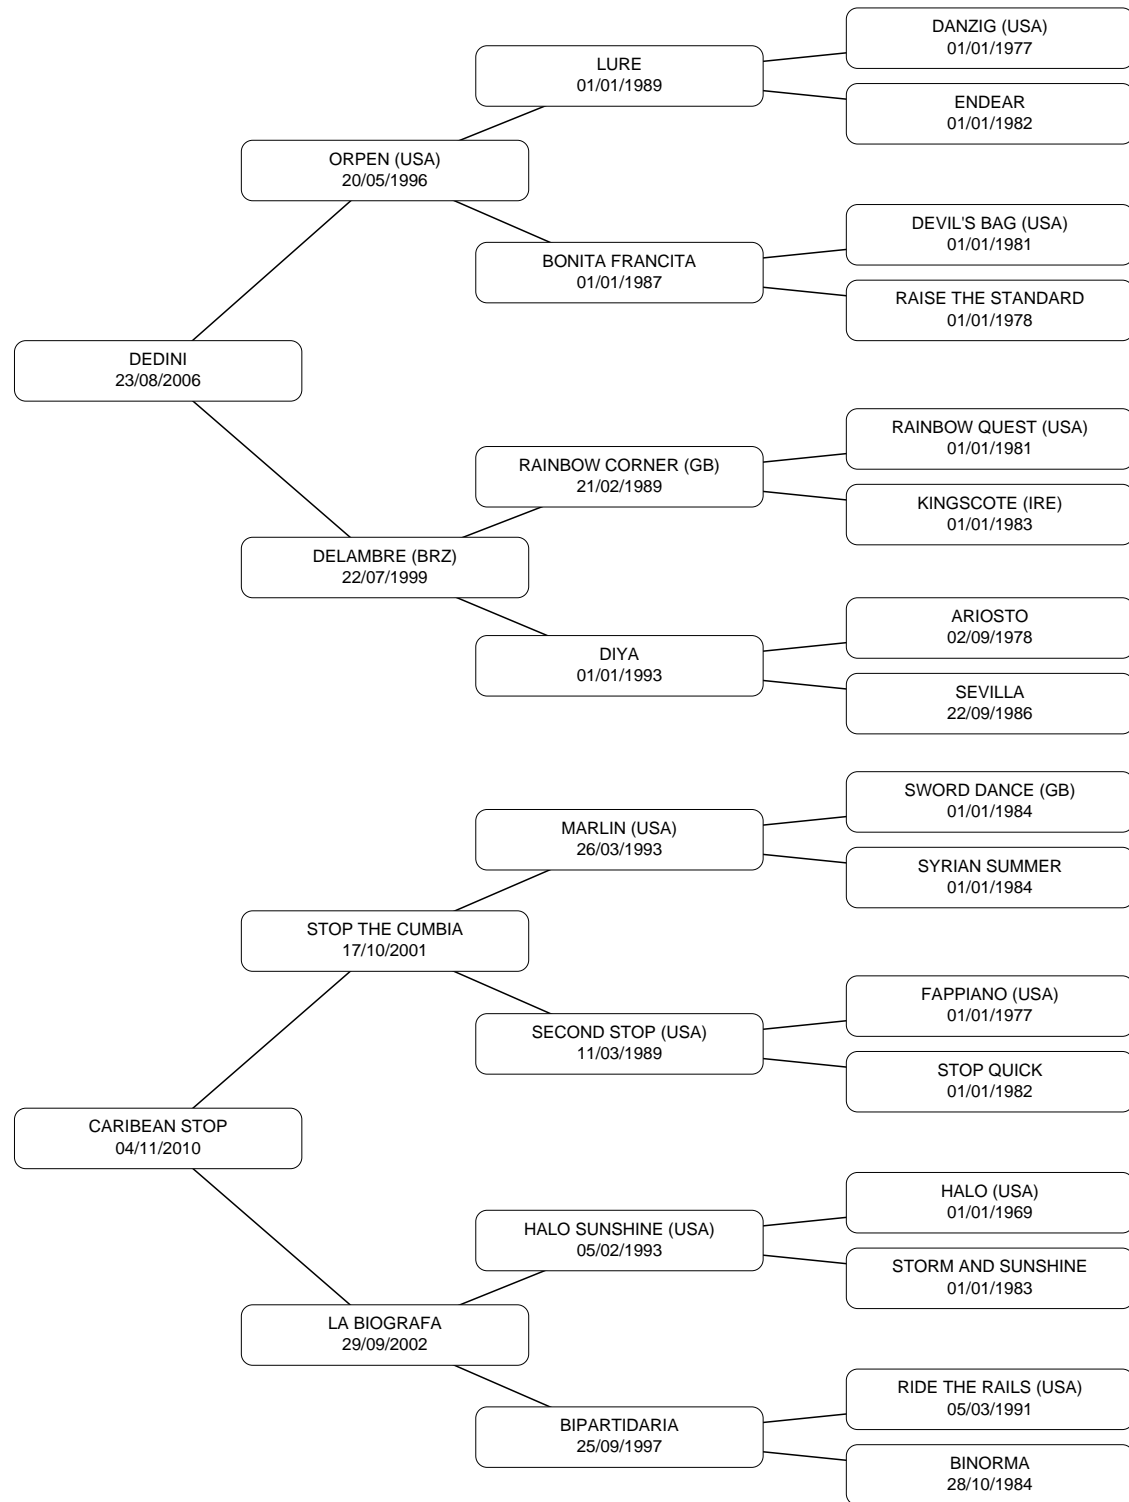 DANZIG (USA)
01/01/1977
LURE
01/01/1989
ENDEAR
01/01/1982
ORPEN (USA)
20/05/1996
DEVIL'S BAG (USA)
01/01/1981
BONITA FRANCITA
01/01/1987
RAISE THE STANDARD
01/01/1978
DEDINI
23/08/2006
RAINBOW QUEST (USA)
01/01/1981
RAINBOW CORNER (GB)
21/02/1989
KINGSCOTE (IRE)
01/01/1983
DELAMBRE (BRZ)
22/07/1999
ARIOSTO
02/09/1978
DIYA
01/01/1993
SEVILLA
22/09/1986
SWORD DANCE (GB)
01/01/1984
MARLIN (USA)
26/03/1993
SYRIAN SUMMER
01/01/1984
STOP THE CUMBIA
17/10/2001
FAPPIANO (USA)
01/01/1977
SECOND STOP (USA)
11/03/1989
STOP QUICK
01/01/1982
CARIBEAN STOP
04/11/2010
HALO (USA)
01/01/1969
HALO SUNSHINE (USA)
05/02/1993
STORM AND SUNSHINE
01/01/1983
LA BIOGRAFA
29/09/2002
RIDE THE RAILS (USA)
05/03/1991
BIPARTIDARIA
25/09/1997
BINORMA
28/10/1984